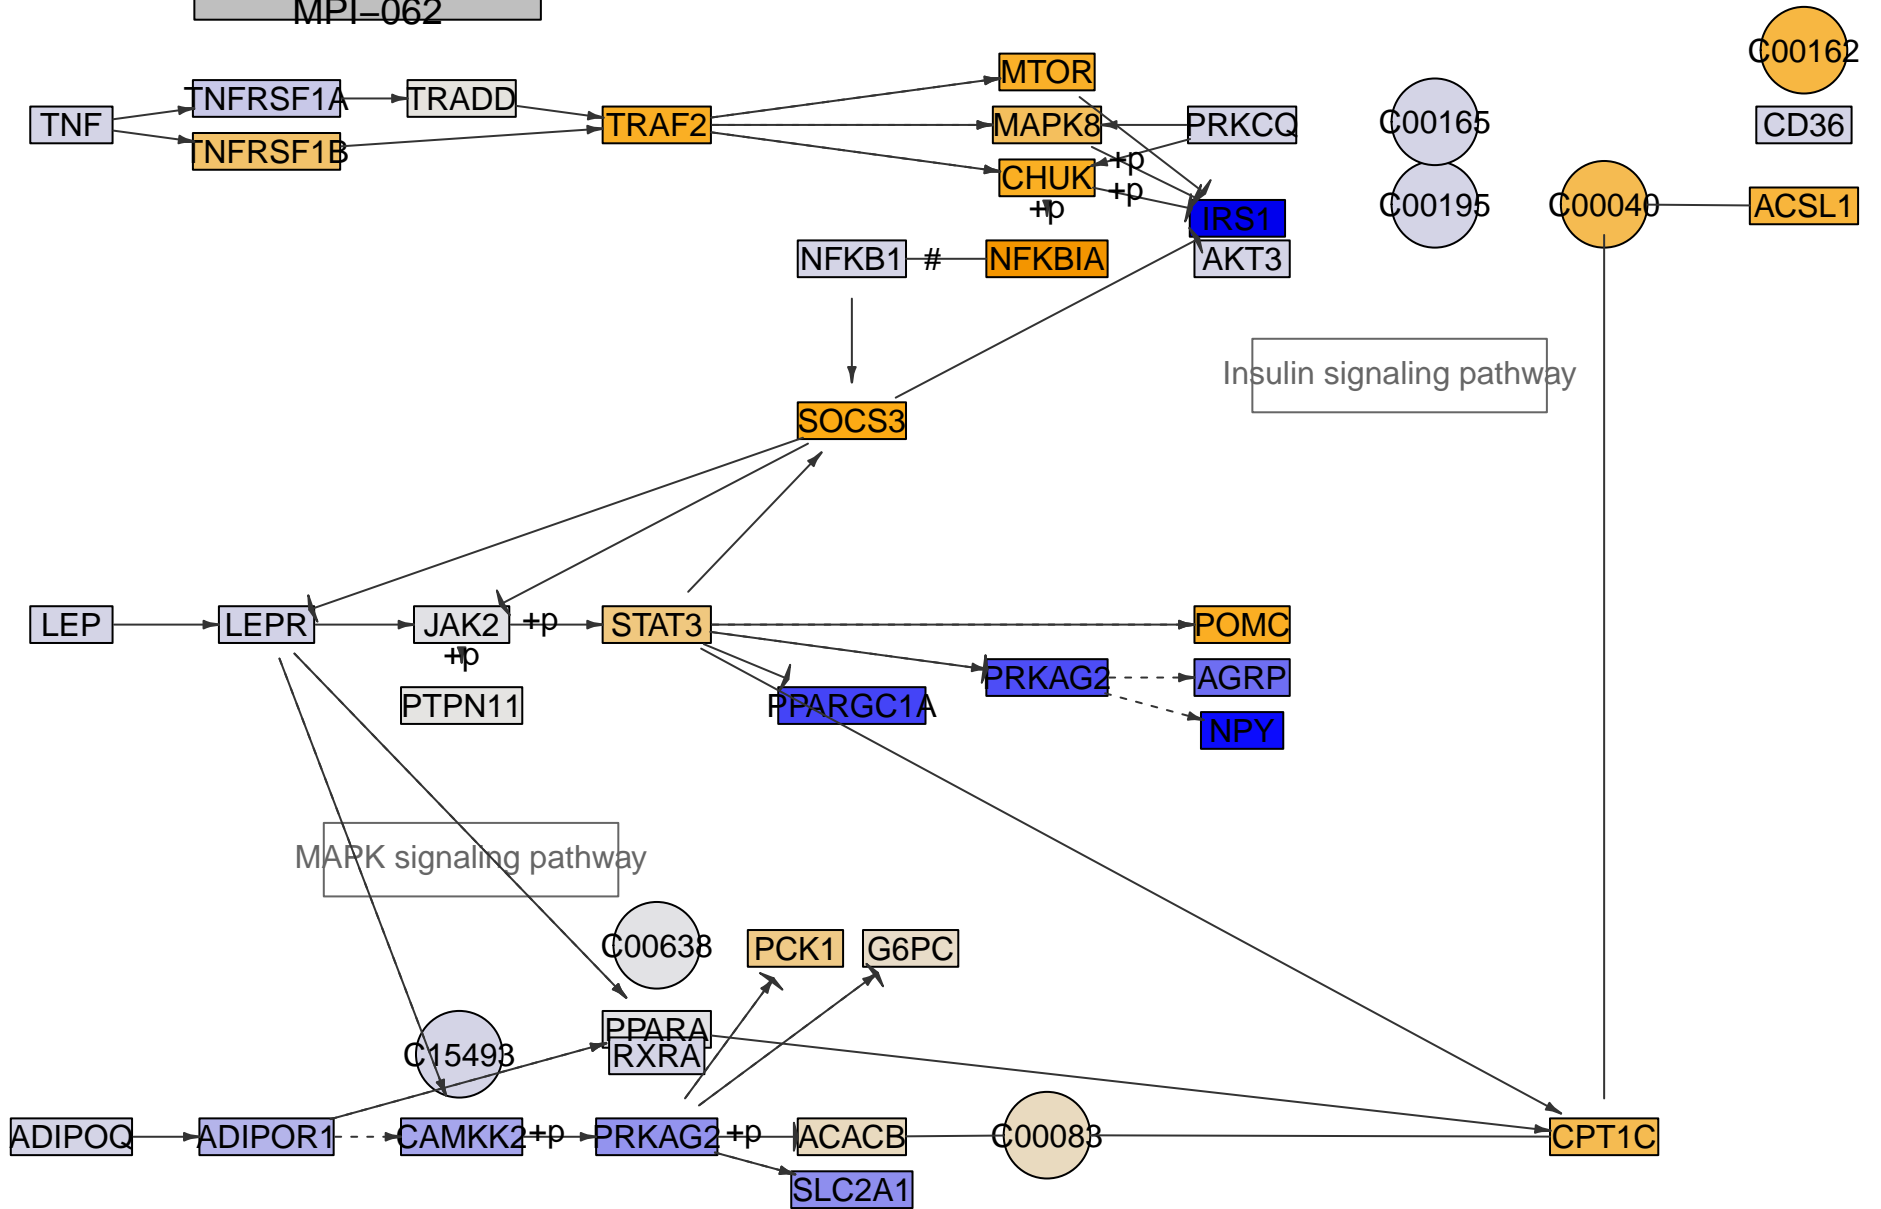 MPI−062
C00162
TNF
TNFRSF1A
TRADD
TNFRSF1B
TRAF2
MTOR
MAPK8
PRKCQ
CHUK
+p
+p
+p
IRS1
C00165
C00195
C00040
CD36
ACSL1
NFKB1
#
NFKBIA
AKT3
Insulin signaling pathway
SOCS3
LEP
LEPR
JAK2
+p
STAT3
POMC
+p
PTPN11
PPARGC1A
PRKAG2
AGRP
NPY
MAPK signaling pathway
C00638
PCK1
G6PC
C15493
PPARA
RXRA
ADIPOQ
ADIPOR1
CAMKK2
+p
PRKAG2
+p
ACACB
C00083
CPT1C
SLC2A1